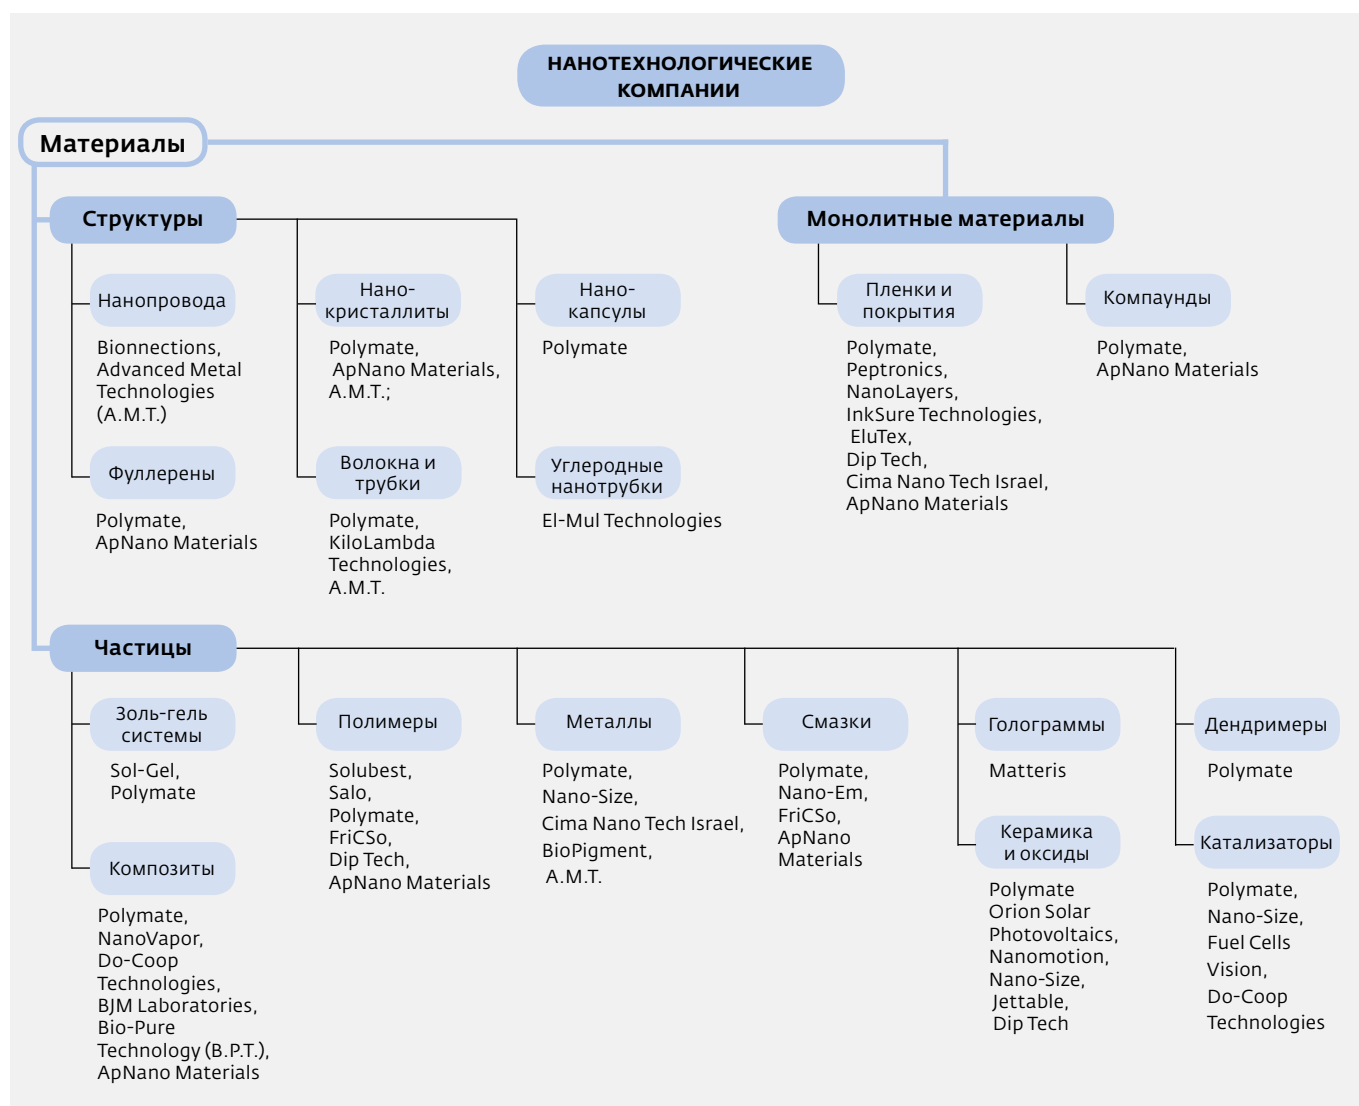 НАНОТЕХНОЛОГИЧЕСКИЕ
КОМПАНИИ
Материалы
Структуры
Нанопровода
Bionnections,
Advanced Metal
Technologies
(A.M.T.)
Нано-
кристаллиты
Polymate,
ApNano Materials,
A.M.T.;
Нано-
капсулы
Polymate
Фуллерены
Polymate,
ApNano Materials
Волокна и
трубки
Polymate,
KiloLambda
Technologies,
A.M.T.
Углеродные
нанотрубки
El-Mul Technologies
Монолитные материалы
Пленки и
покрытия
Polymate,
Peptronics,
NanoLayers,
InkSure Technologies,
EluTex,
Dip Tech,
Cima Nano Tech Israel,
ApNano Materials
Компаунды
Polymate,
ApNano Materials
Частицы
Золь-гель
системы
Sol-Gel,
Polymate
Композиты
Polymate,
NanoVapor,
Do-Coop
Technologies,
BJM Laboratories,
Bio-Pure
Technology (B.P.T.),
ApNano Materials
Полимеры
Solubest,
Salo,
Polymate,
FriCSo,
Dip Tech,
ApNano Materials
Металлы
Polymate,
Nano-Size,
Cima Nano Tech Israel,
BioPigment,
A.M.T.
Смазки
Polymate,
Nano-Em,
FriCSo,
ApNano
Materials
Голограммы
Matteris
Керамика
и оксиды
Polymate
Orion Solar
Photovoltaics,
Nanomotion,
Nano-Size,
Jettable,
Dip Tech
Дендримеры
Polymate
Катализаторы
Polymate,
Nano-Size,
Fuel Cells
Vision,
Do-Coop
Technologies